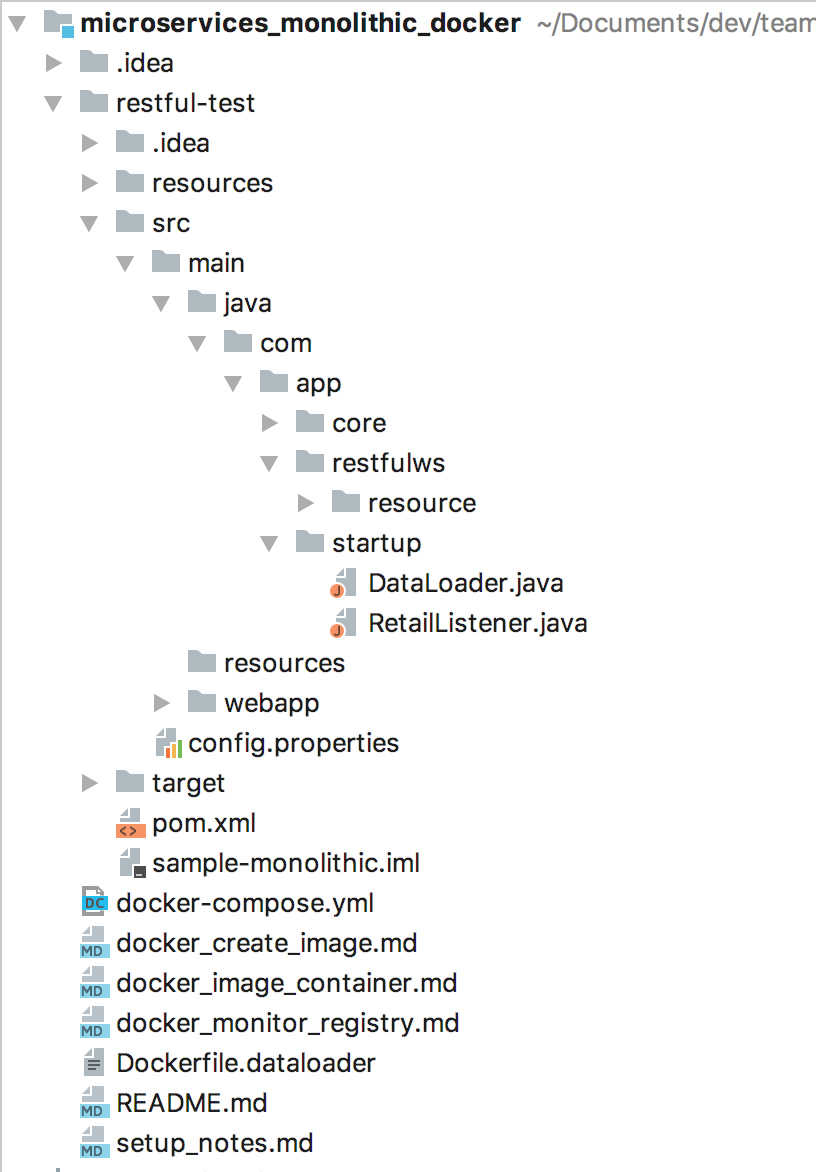 microservices_monolithic_docker ~/Documents/dev/team
.idea
restful-test
.idea
resources
src
main
java
com
app
core
restfulws
resource
startup
DataLoader.java
RetailListener.java
resources
webapp
config.properties
target
pom.xml
sample-monolithic.iml
docker-compose.yml
docker_create_image.md
docker_image_container.md
docker_monitor_registry.md
Dockerfile.dataloader
README.md
setup_notes.md